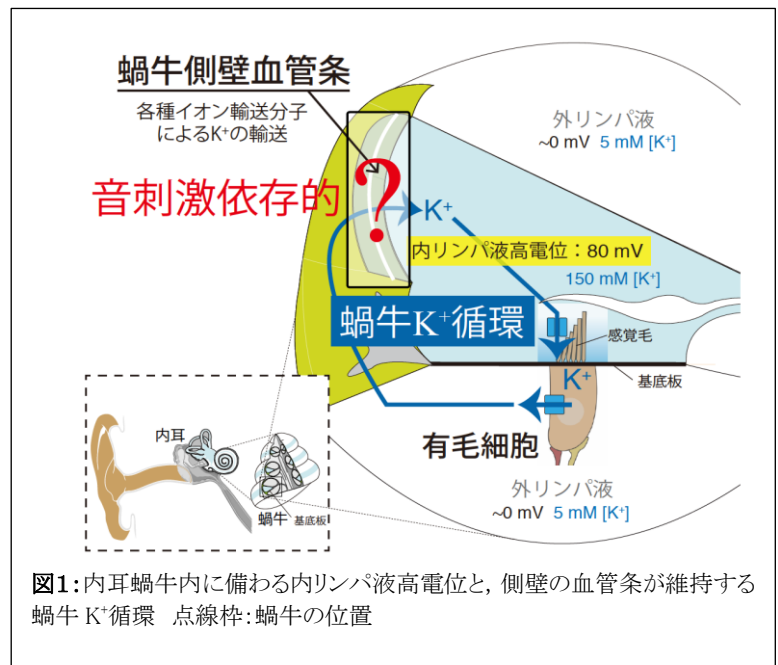 蝸牛側壁血管条
各種イオン輸送分子
によるK⁺の輸送
音刺激依存的
?
外リンパ液
~0 mV 5 mM [K⁺]
K⁺
内リンパ液高電位：80 mV
150 mM [K⁺]
蝸牛K⁺循環
感覚毛
K⁺
基底板
有毛細胞
内耳
蝸牛
基底板
外リンパ液
~0 mV 5 mM [K⁺]
図1：内耳蝸牛内に備わる内リンパ液高電位と，側壁の血管条が維持する
蝸牛 K⁺循環 点線枠：蝸牛の位置